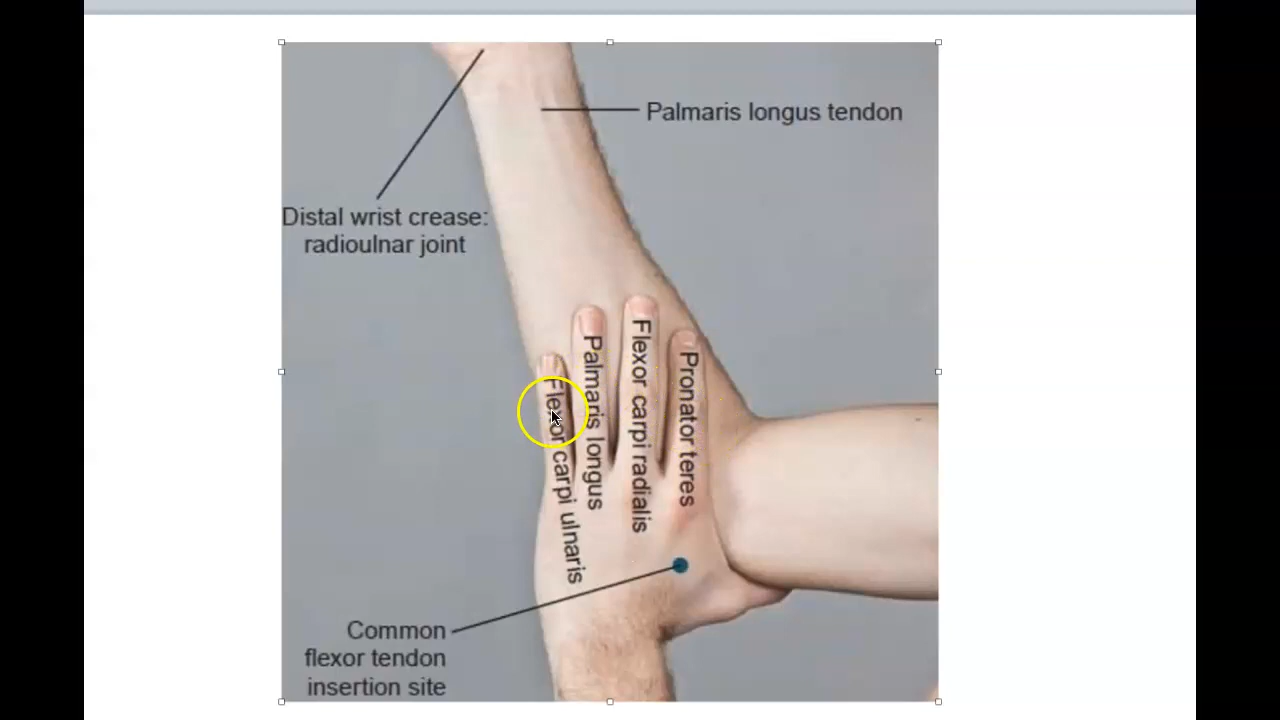 Palmaris longus tendon
Distal wrist crease:
radioulnar joint
Flexor carpi ulnaris
Palmaris longus
Flexor carpi radialis
Pronator teres
Common
flexor tendon
insertion site